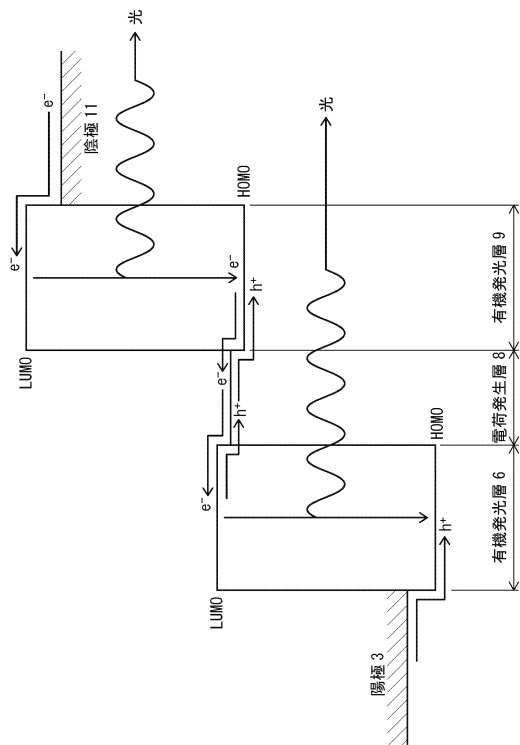 LUMO
e⁻
e⁻
陰極 11
光
e⁻
HOMO
h⁺
e⁻
h⁺
e⁻
LUMO
光
HOMO
h⁺
陽極 3
有機発光層 6
電荷発生層 8
有機発光層 9